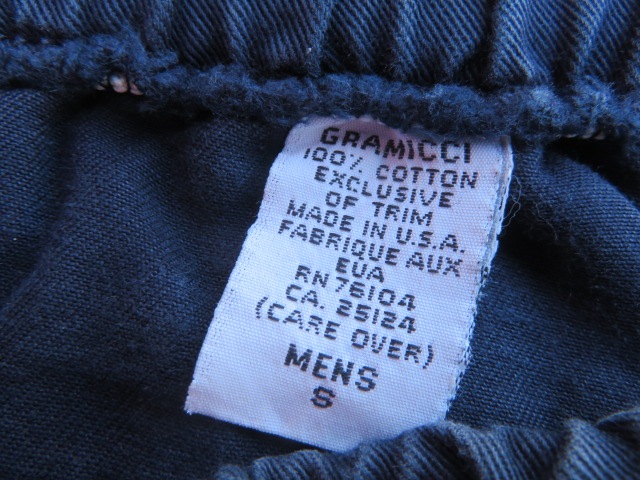 GRAMICCI
100% COTTON
EXCLUSIVE
OF TRIM
MADE IN U.S.A.
FABRIQUE AUX
EUA
RN 76104
CA. 25124
(CARE OVER)
MENS
S